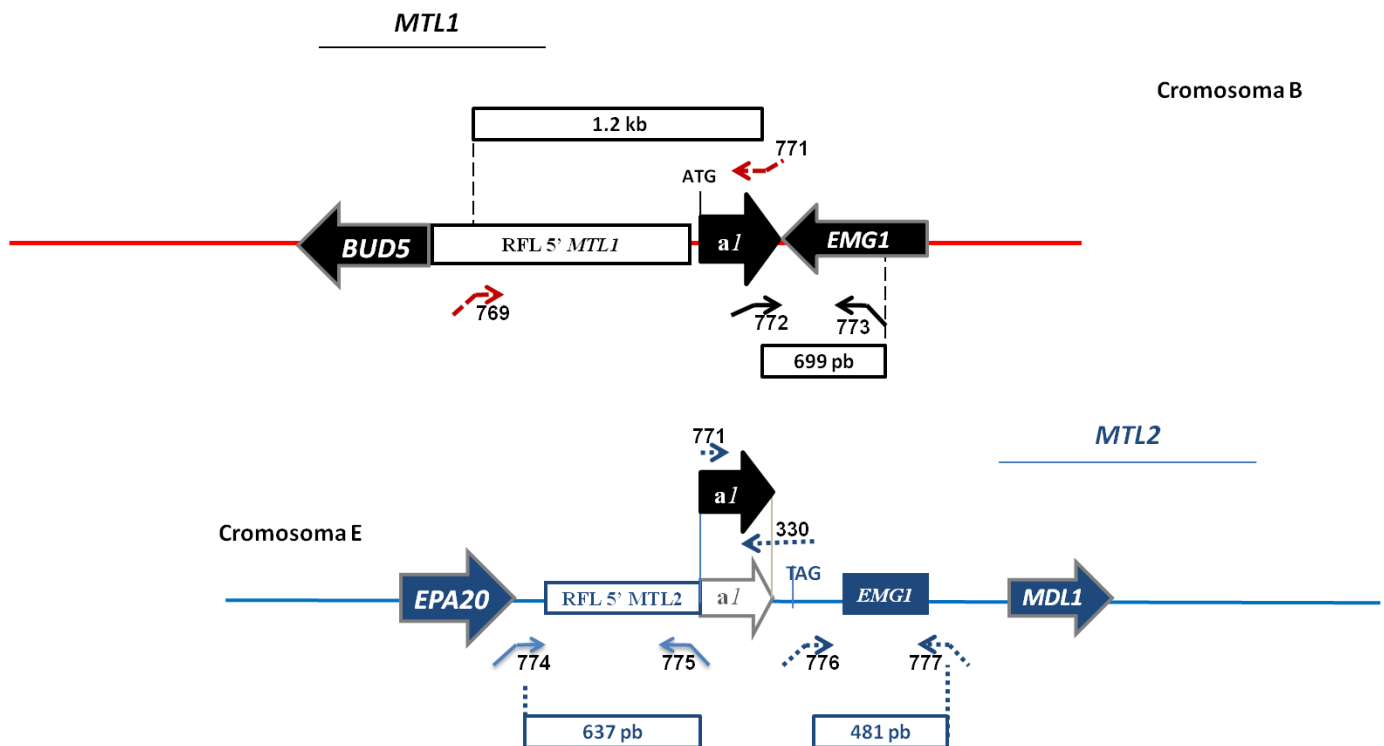 MTL1
Cromosoma B
1.2 kb
771
ATG
BUD5
RFL 5’ MTL1
a1
EMG1
769
772
773
699 pb
771
MTL2
a1
Cromosoma E
330
TAG
EPA20
RFL 5’ MTL2
a1
EMG1
MDL1
774
775
776
777
637 pb
481 pb